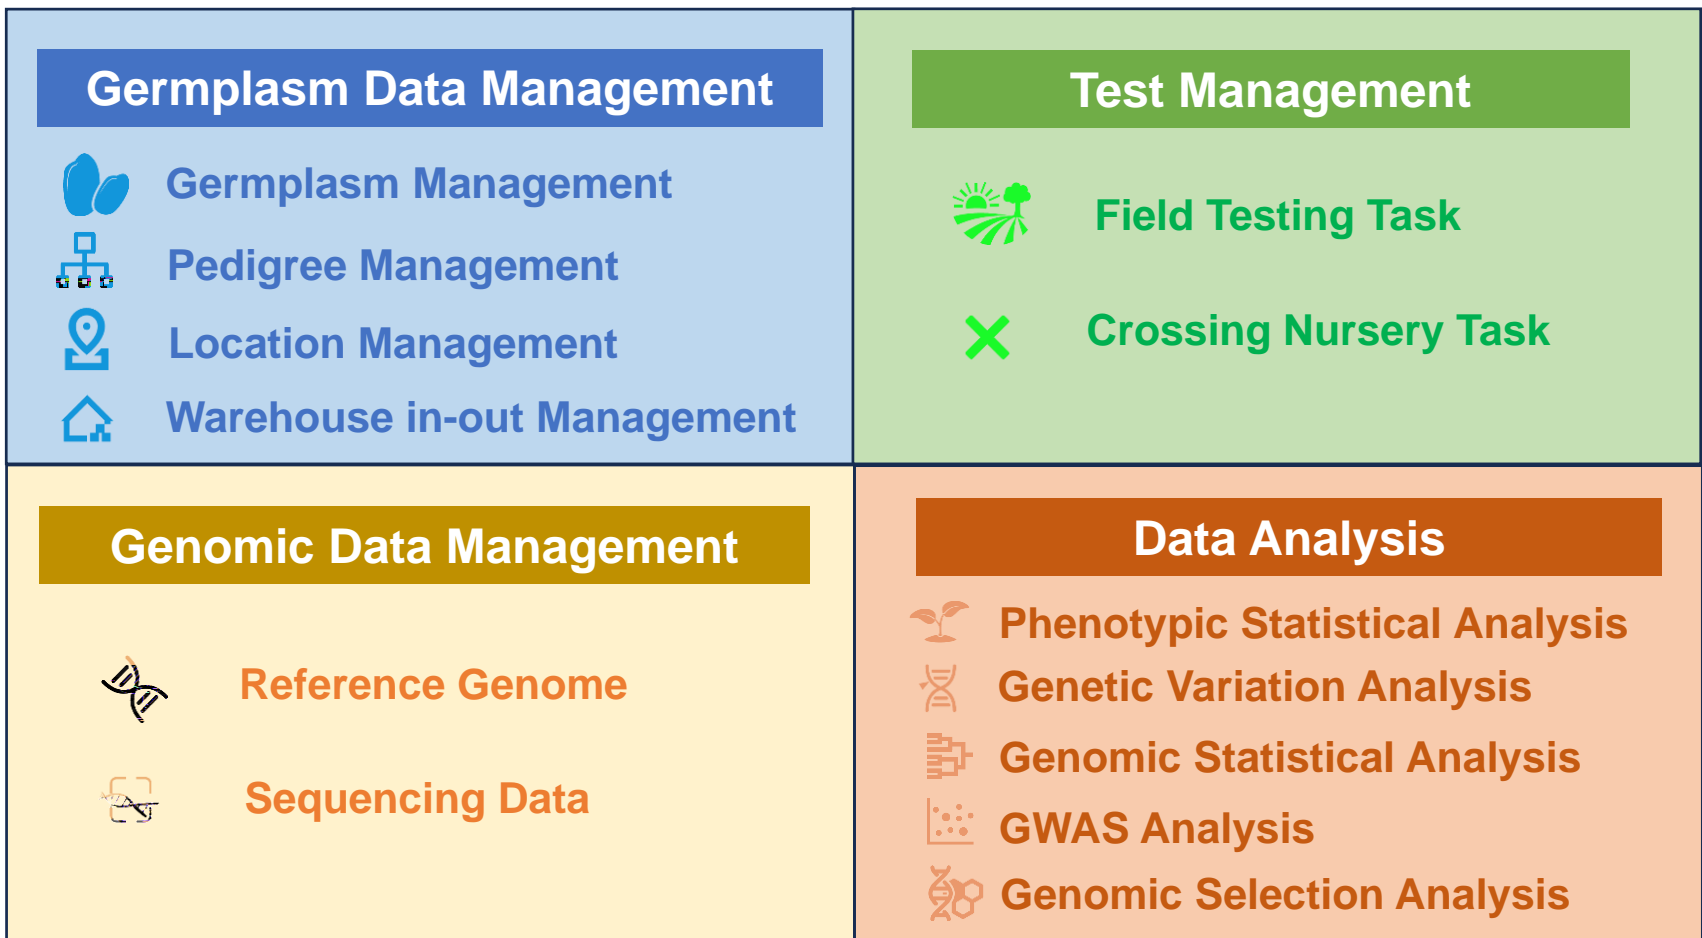 Germplasm Data Management
Germplasm Management
Pedigree Management
Location Management
Warehouse in-out Management
Test Management
Field Testing Task
Crossing Nursery Task
Genomic Data Management
Reference Genome
Sequencing Data
Data Analysis
Phenotypic Statistical Analysis
Genetic Variation Analysis
Genomic Statistical Analysis
GWAS Analysis
Genomic Selection Analysis